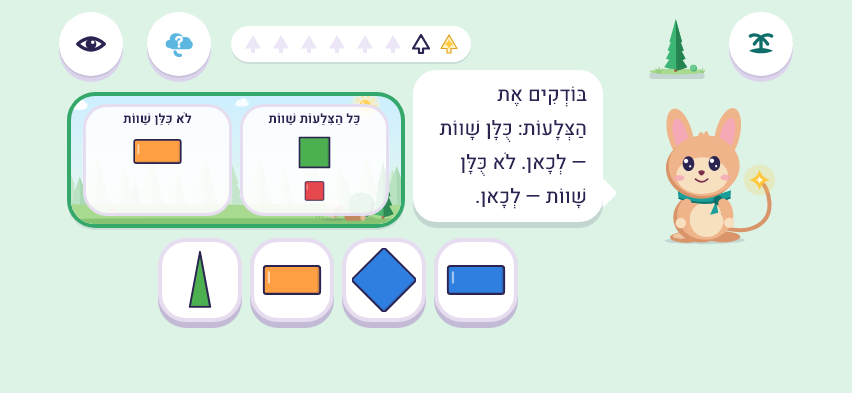 בּוֹדְקִים אֶת
הַצְּלָעוֹת: כֻּלָּן שָׁווֹת
– לְכָאן. לֹא כֻּלָּן
שָׁווֹת – לְכָאן.
כׇּל הַצְּלָעוֹת שָׁווֹת
לֹא כֻּלָּן שָׁווֹת
?